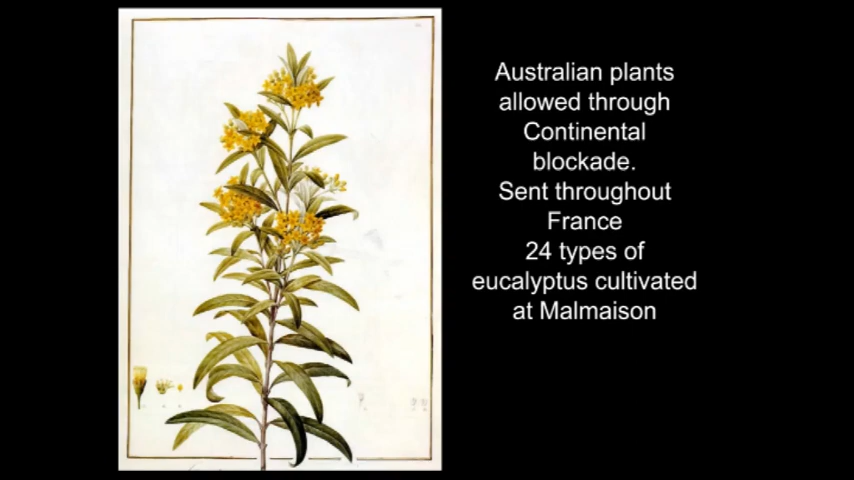 Australian plants
allowed through
Continental
blockade.
Sent throughout
France
24 types of
eucalyptus cultivated
at Malmaison